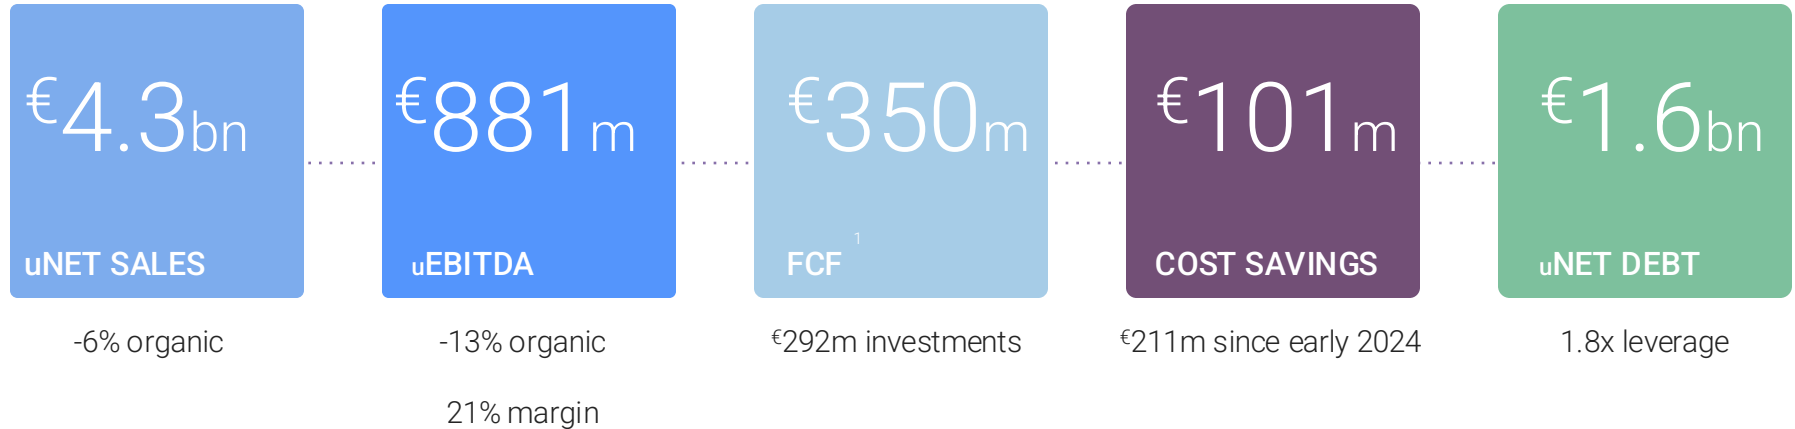 €4.3bn
uNET SALES
-6% organic
€881m
uEBITDA
-13% organic
21% margin
€350m
FCF 1
€292m investments
€101m
COST SAVINGS
€211m since early 2024
€1.6bn
uNET DEBT
1.8x leverage